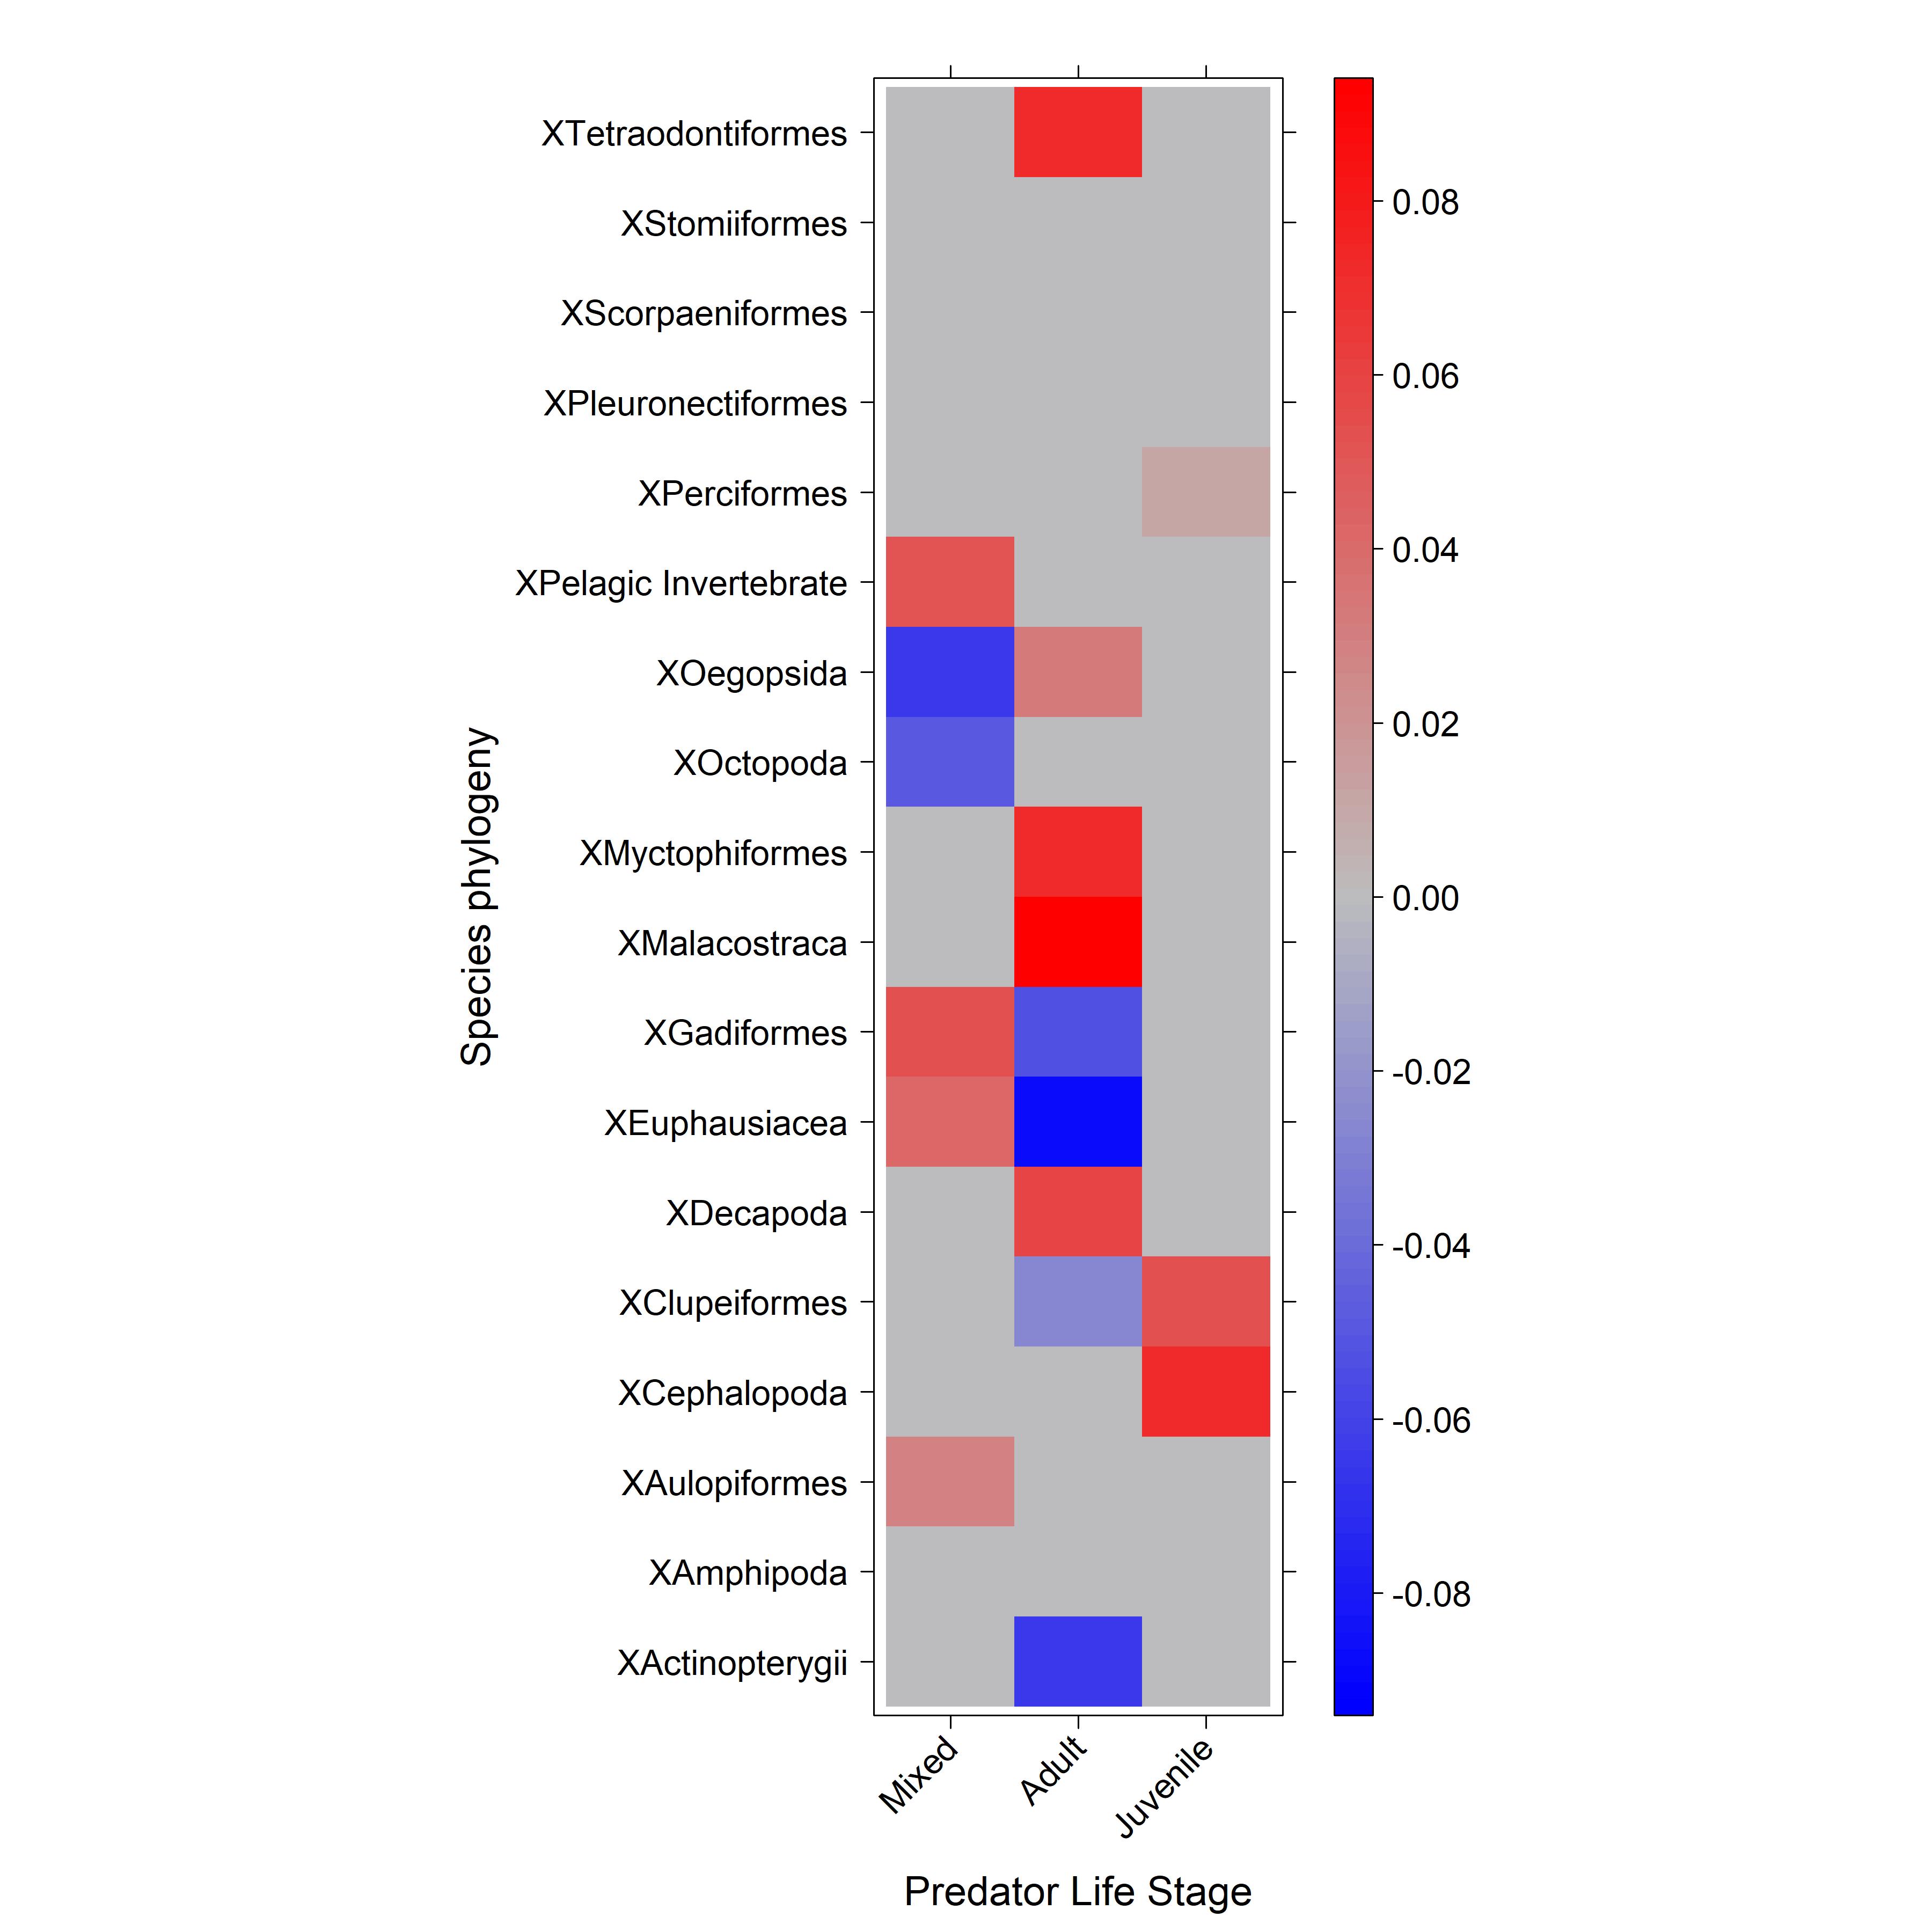 XTetraodontiformes
XStomiiformes
XScorpaeniformes
XPleuronectiformes
XPerciformes
XPelagic Invertebrate
XOegopsida
XOctopoda
XMyctophiformes
XMalacostraca
XGadiformes
XEuphausiacea
XDecapoda
XClupeiformes
XCephalopoda
XAulopiformes
XAmphipoda
XActinopterygii
Species phylogeny
Mixed
Adult
Juvenile
Predator Life Stage
0.08
0.06
0.04
0.02
0.00
-0.02
-0.04
-0.06
-0.08